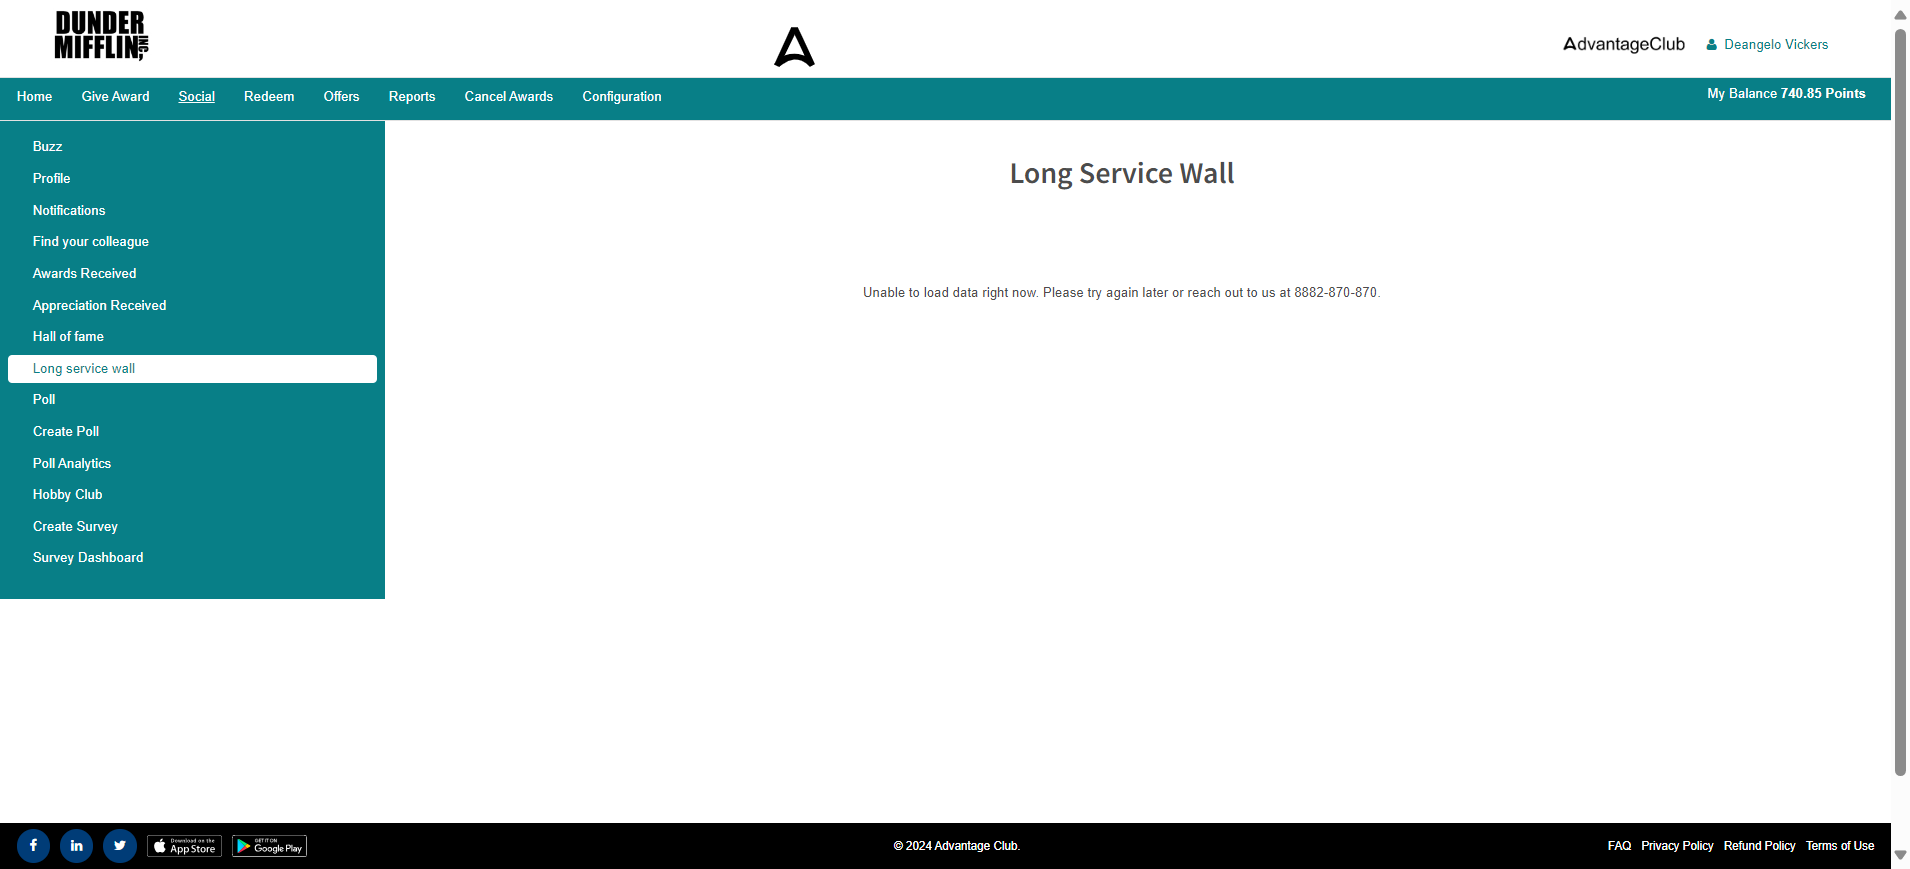 DUNDER
MIFFLIN INC,
AdvantageClub
Deangelo Vickers
Home Give Award Social Redeem Offers Reports Cancel Awards Configuration
My Balance 740.85 Points
Buzz
Profile
Notifications
Find your colleague
Awards Received
Appreciation Received
Hall of fame
Long service wall
Poll
Create Poll
Poll Analytics
Hobby Club
Create Survey
Survey Dashboard
Long Service Wall
Unable to load data right now. Please try again later or reach out to us at 8882-870-870.
Download on the
App Store
GET IT ON
Google Play
© 2024 Advantage Club.
FAQ Privacy Policy Refund Policy Terms of Use